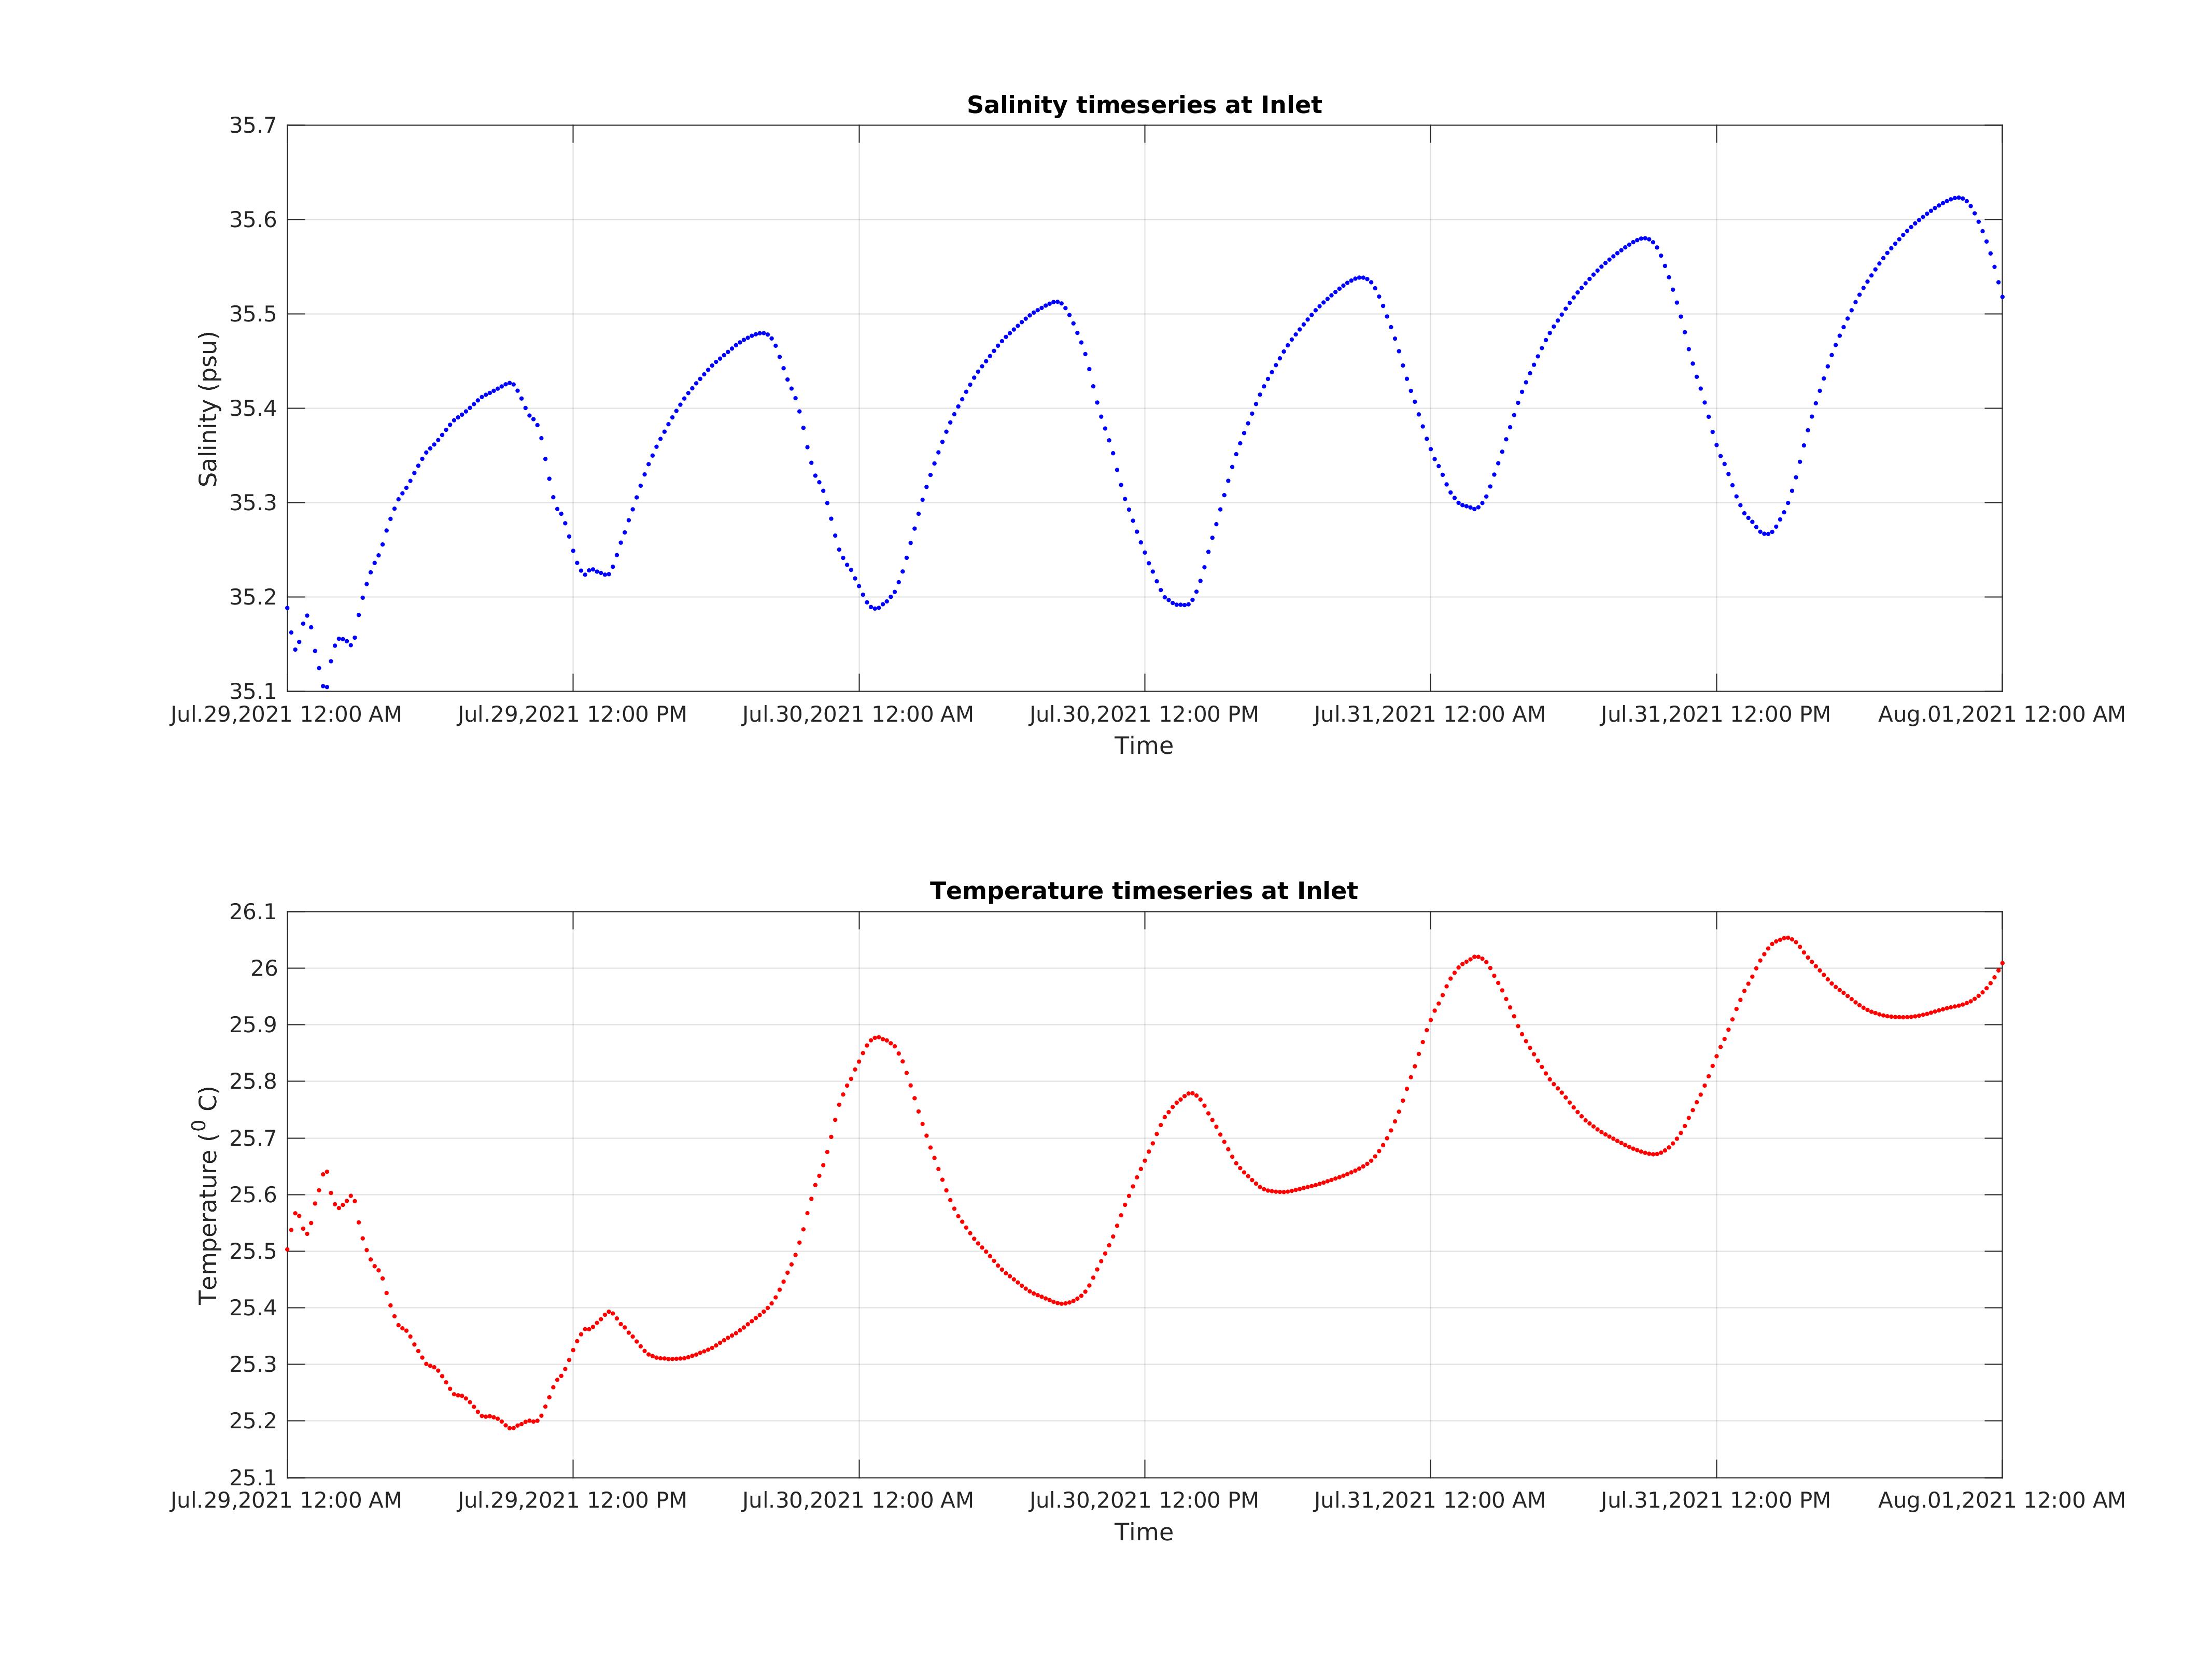 Salinity timeseries at Inlet
35.7
35.6
35.5
35.4
35.3
35.2
35.1
Salinity (psu)
Jul.29,2021 12:00 AM Jul.29,2021 12:00 PM Jul.30,2021 12:00 AM Jul.30,2021 12:00 PM Jul.31,2021 12:00 AM Jul.31,2021 12:00 PM Aug.01,2021 12:00 AM
Time
Temperature timeseries at Inlet
26.1
26
25.9
25.8
25.7
25.6
25.5
25.4
25.3
25.2
25.1
Temperature (⁰ C)
Jul.29,2021 12:00 AM Jul.29,2021 12:00 PM Jul.30,2021 12:00 AM Jul.30,2021 12:00 PM Jul.31,2021 12:00 AM Jul.31,2021 12:00 PM Aug.01,2021 12:00 AM
Time